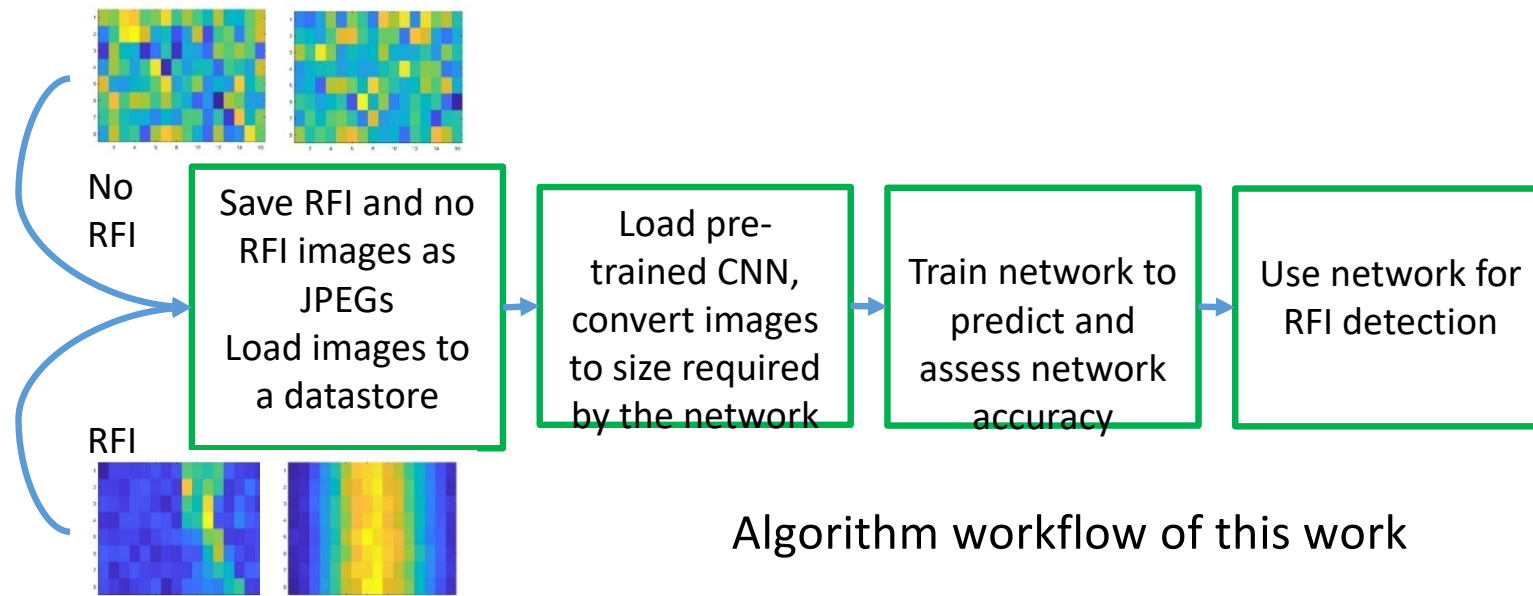 No
RFI
Save RFI and no
RFI images as
JPEGs
Load images to
a datastore
Load pre-
trained CNN,
convert images
to size required
by the network
Train network to
predict and
assess network
accuracy
Use network for
RFI detection
RFI
Algorithm workflow of this work